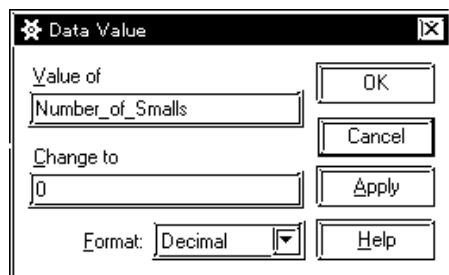 Data Value
Value of
Number_of_Smalls
Change to
0
Format: Decimal
OK
Cancel
Apply
Help